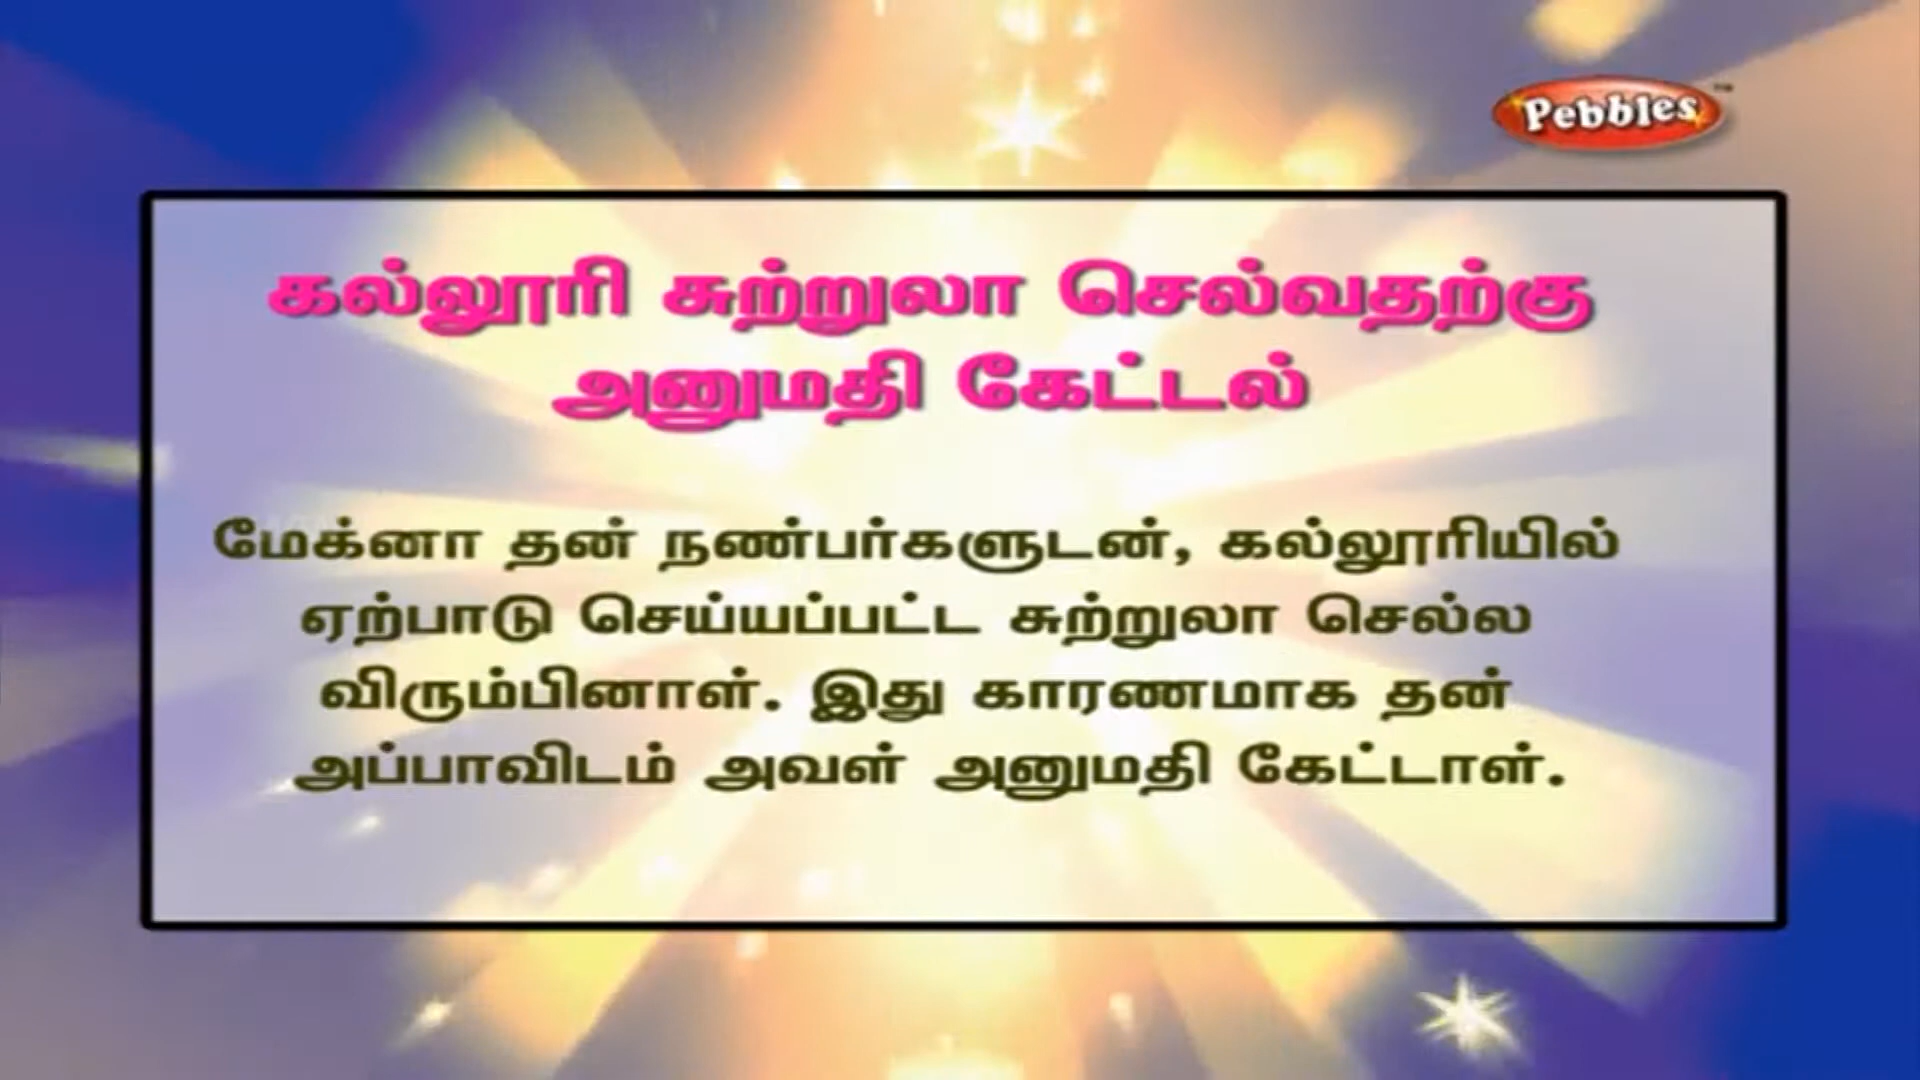 Pebbles™
கல்லூரி சுற்றுலா செல்வதற்கு
அனுமதி கேட்டல்
மேக்னா தன் நண்பர்களுடன், கல்லூரியில்
ஏற்பாடு செய்யப்பட்ட சுற்றுலா செல்ல
விரும்பினாள். இது காரணமாக தன்
அப்பாவிடம் அவள் அனுமதி கேட்டாள்.